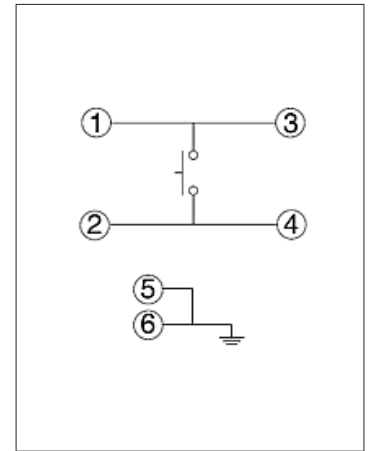 ① ③
② ④
⑤
⑥